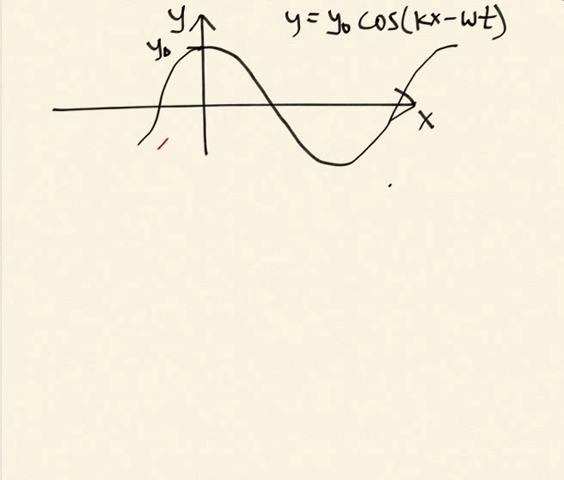 y
y = y₀ cos(kx-ωt)
y₀
x